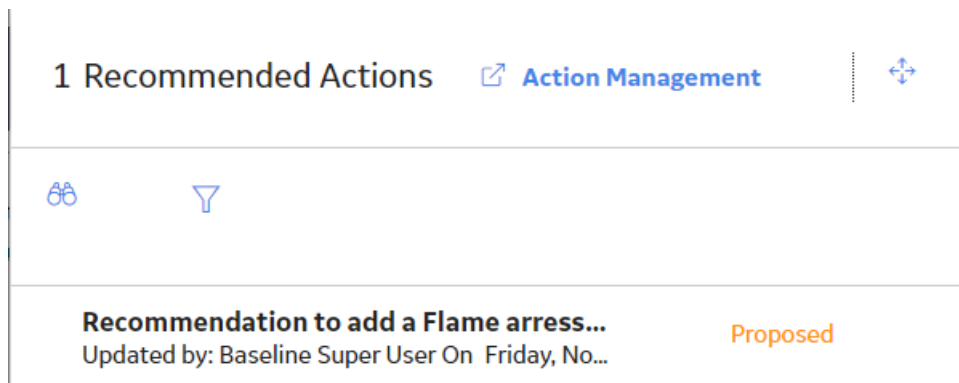 1 Recommended Actions Action Management
Recommendation to add a Flame arress...
Proposed
Updated by: Baseline Super User On Friday, No...